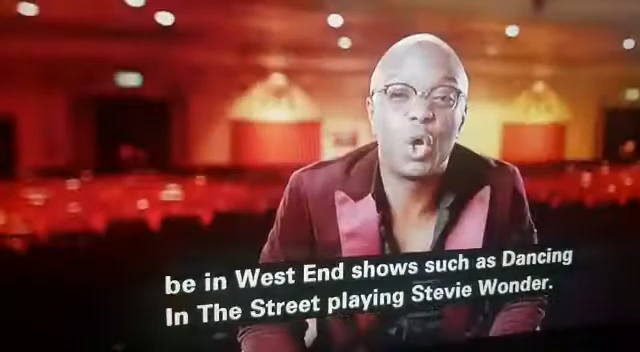 be in West End shows such as Dancing
In The Street playing Stevie Wonder.